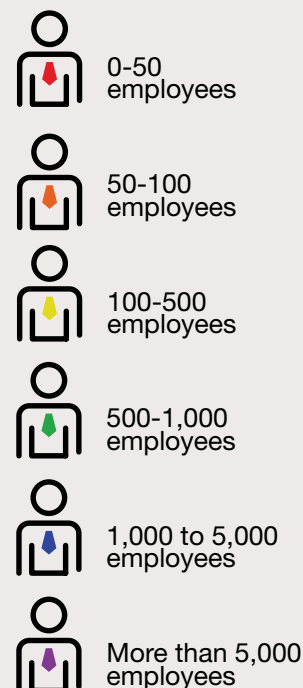 0-50
employees
50-100
employees
100-500
employees
500-1,000
employees
1,000 to 5,000
employees
More than 5,000
employees